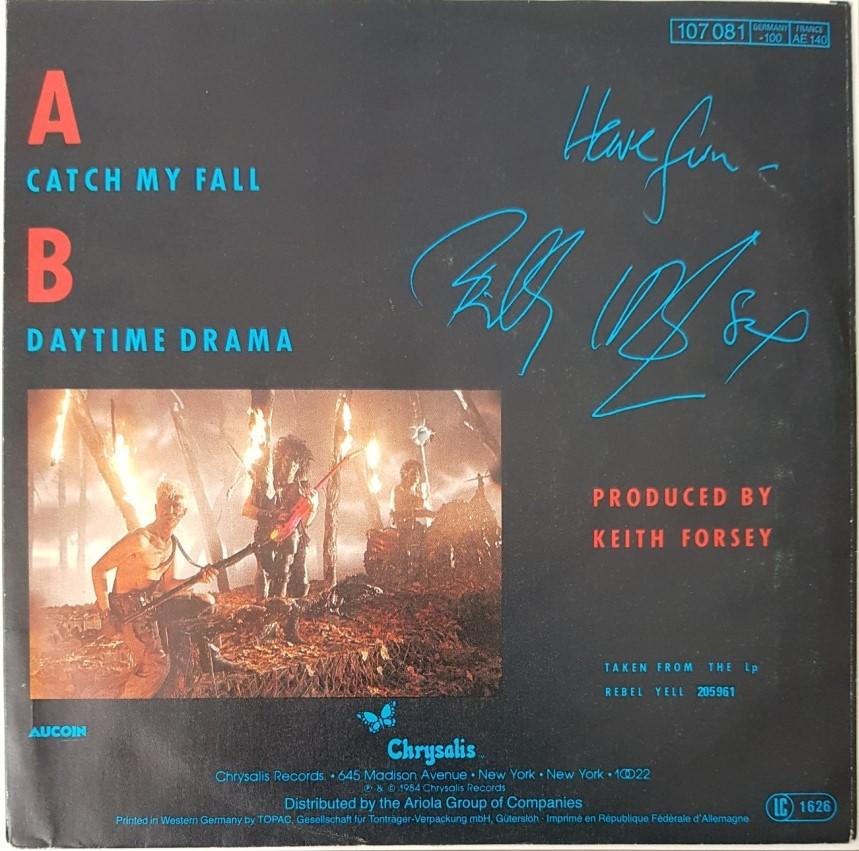 107 081 GERMANY -100 FRANCE AE 140
A
CATCH MY FALL
B
DAYTIME DRAMA
Have fun -
Billy Idol
PRODUCED BY
KEITH FORSEY
TAKEN FROM THE Lp
REBEL YELL 205961
AUCOIN
Chrysalis
Chrysalis Records • 645 Madison Avenue • New York • New York • 10022
℗ & © 1984 Chrysalis Records
Distributed by the Ariola Group of Companies
LC 1626
Printed in Western Germany by TOPAC, Gesellschaft für Tonträger-Verpackung mbH, Gütersloh · Imprimé en République Fédérale d'Allemagne